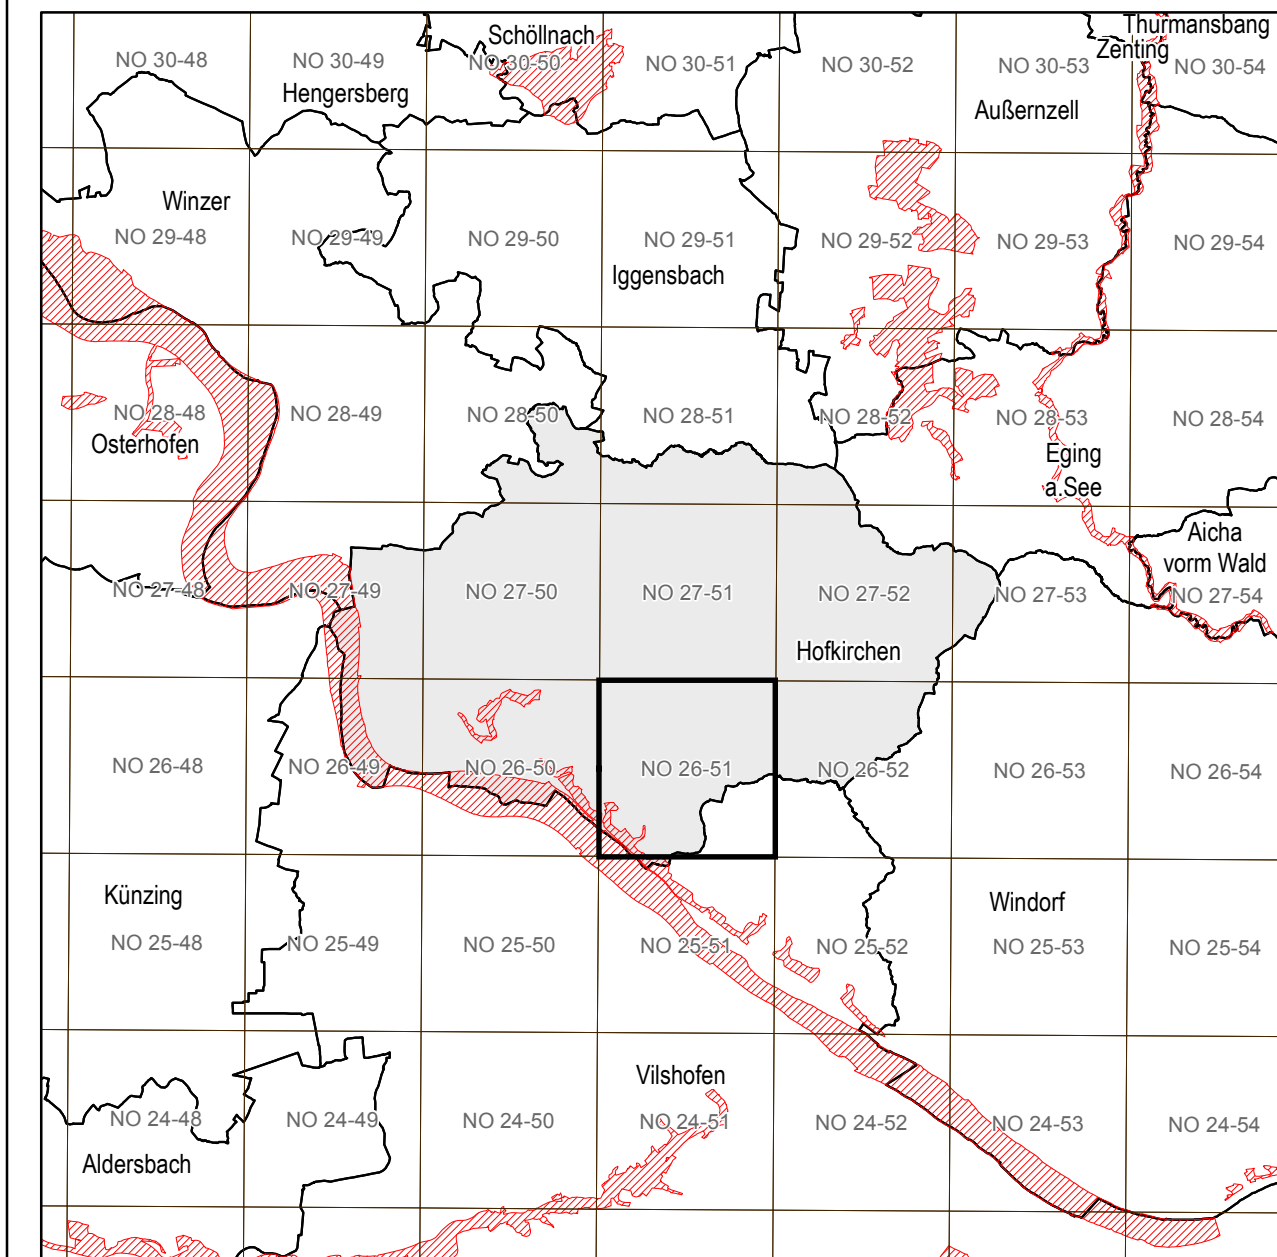 Thurmansbang
Schöllnach
Zenting
NO 30-48
NO 30-49
NO 30-50
NO 30-51
NO 30-52
NO 30-53
NO 30-54
Hengersberg
Außernzell
Winzer
NO 29-48
NO 29-49
NO 29-50
NO 29-51
NO 29-52
NO 29-53
NO 29-54
Iggensbach
NO 28-48
NO 28-49
NO 28-50
NO 28-51
NO 28-52
NO 28-53
NO 28-54
Osterhofen
Eging
a.See
Aicha
vorm Wald
NO 27-48
NO 27-49
NO 27-50
NO 27-51
NO 27-52
NO 27-53
NO 27-54
Hofkirchen
NO 26-48
NO 26-49
NO 26-50
NO 26-51
NO 26-52
NO 26-53
NO 26-54
Künzing
Windorf
NO 25-48
NO 25-49
NO 25-50
NO 25-51
NO 25-52
NO 25-53
NO 25-54
Vilshofen
NO 24-48
NO 24-49
NO 24-50
NO 24-51
NO 24-52
NO 24-53
NO 24-54
Aldersbach